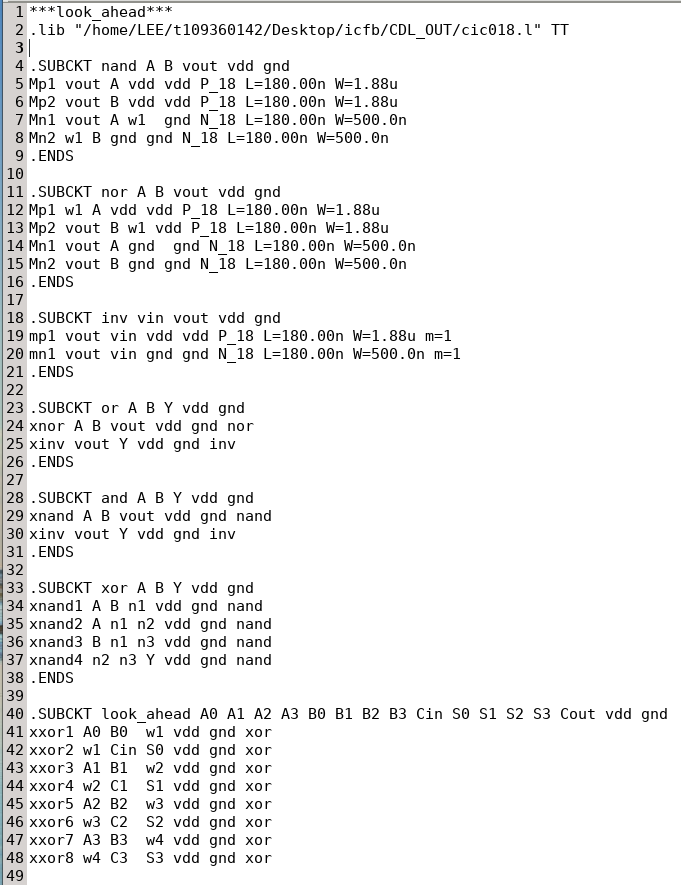 1 ***look_ahead***
2 .lib "/home/LEE/t109360142/Desktop/icfb/CDL_OUT/cic018.l" TT
3
4 .SUBCKT nand A B vout vdd gnd
5 Mp1 vout A vdd vdd P_18 L=180.00n W=1.88u
6 Mp2 vout B vdd vdd P_18 L=180.00n W=1.88u
7 Mn1 vout A w1  gnd N_18 L=180.00n W=500.0n
8 Mn2 w1 B gnd gnd N_18 L=180.00n W=500.0n
9 .ENDS
10
11 .SUBCKT nor A B vout vdd gnd
12 Mp1 w1 A vdd vdd P_18 L=180.00n W=1.88u
13 Mp2 vout B w1 vdd P_18 L=180.00n W=1.88u
14 Mn1 vout A gnd  gnd N_18 L=180.00n W=500.0n
15 Mn2 vout B gnd gnd N_18 L=180.00n W=500.0n
16 .ENDS
17
18 .SUBCKT inv vin vout vdd gnd
19 mp1 vout vin vdd vdd P_18 L=180.00n W=1.88u m=1
20 mn1 vout vin gnd gnd N_18 L=180.00n W=500.0n m=1
21 .ENDS
22
23 .SUBCKT or A B Y vdd gnd
24 xnor A B vout vdd gnd nor
25 xinv vout Y vdd gnd inv
26 .ENDS
27
28 .SUBCKT and A B Y vdd gnd
29 xnand A B vout vdd gnd nand
30 xinv vout Y vdd gnd inv
31 .ENDS
32
33 .SUBCKT xor A B Y vdd gnd
34 xnand1 A B n1 vdd gnd nand
35 xnand2 A n1 n2 vdd gnd nand
36 xnand3 B n1 n3 vdd gnd nand
37 xnand4 n2 n3 Y vdd gnd nand
38 .ENDS
39
40 .SUBCKT look_ahead A0 A1 A2 A3 B0 B1 B2 B3 Cin S0 S1 S2 S3 Cout vdd gnd
41 xxor1 A0 B0  w1 vdd gnd xor
42 xxor2 w1 Cin S0 vdd gnd xor
43 xxor3 A1 B1  w2 vdd gnd xor
44 xxor4 w2 C1  S1 vdd gnd xor
45 xxor5 A2 B2  w3 vdd gnd xor
46 xxor6 w3 C2  S2 vdd gnd xor
47 xxor7 A3 B3  w4 vdd gnd xor
48 xxor8 w4 C3  S3 vdd gnd xor
49